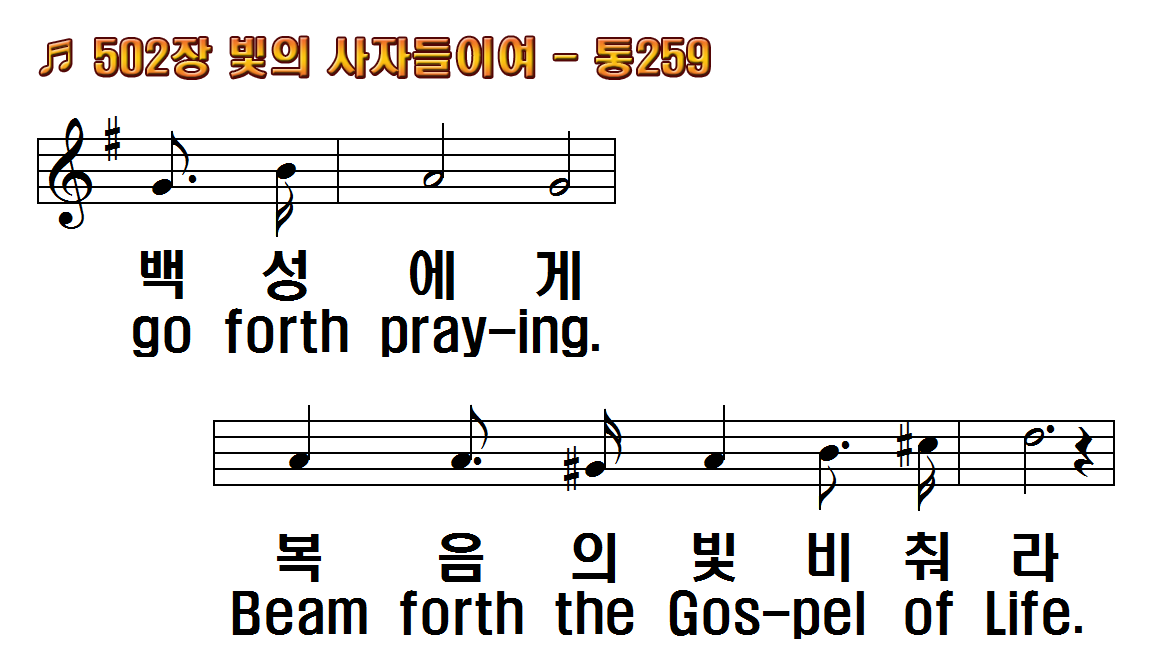 ♬ 502장 빛의 사자들이여 - 통259
백 성 에 게
go forth pray-ing.
복 음 의 빛 비 춰 라
Beam forth the Gos-pel of Life.